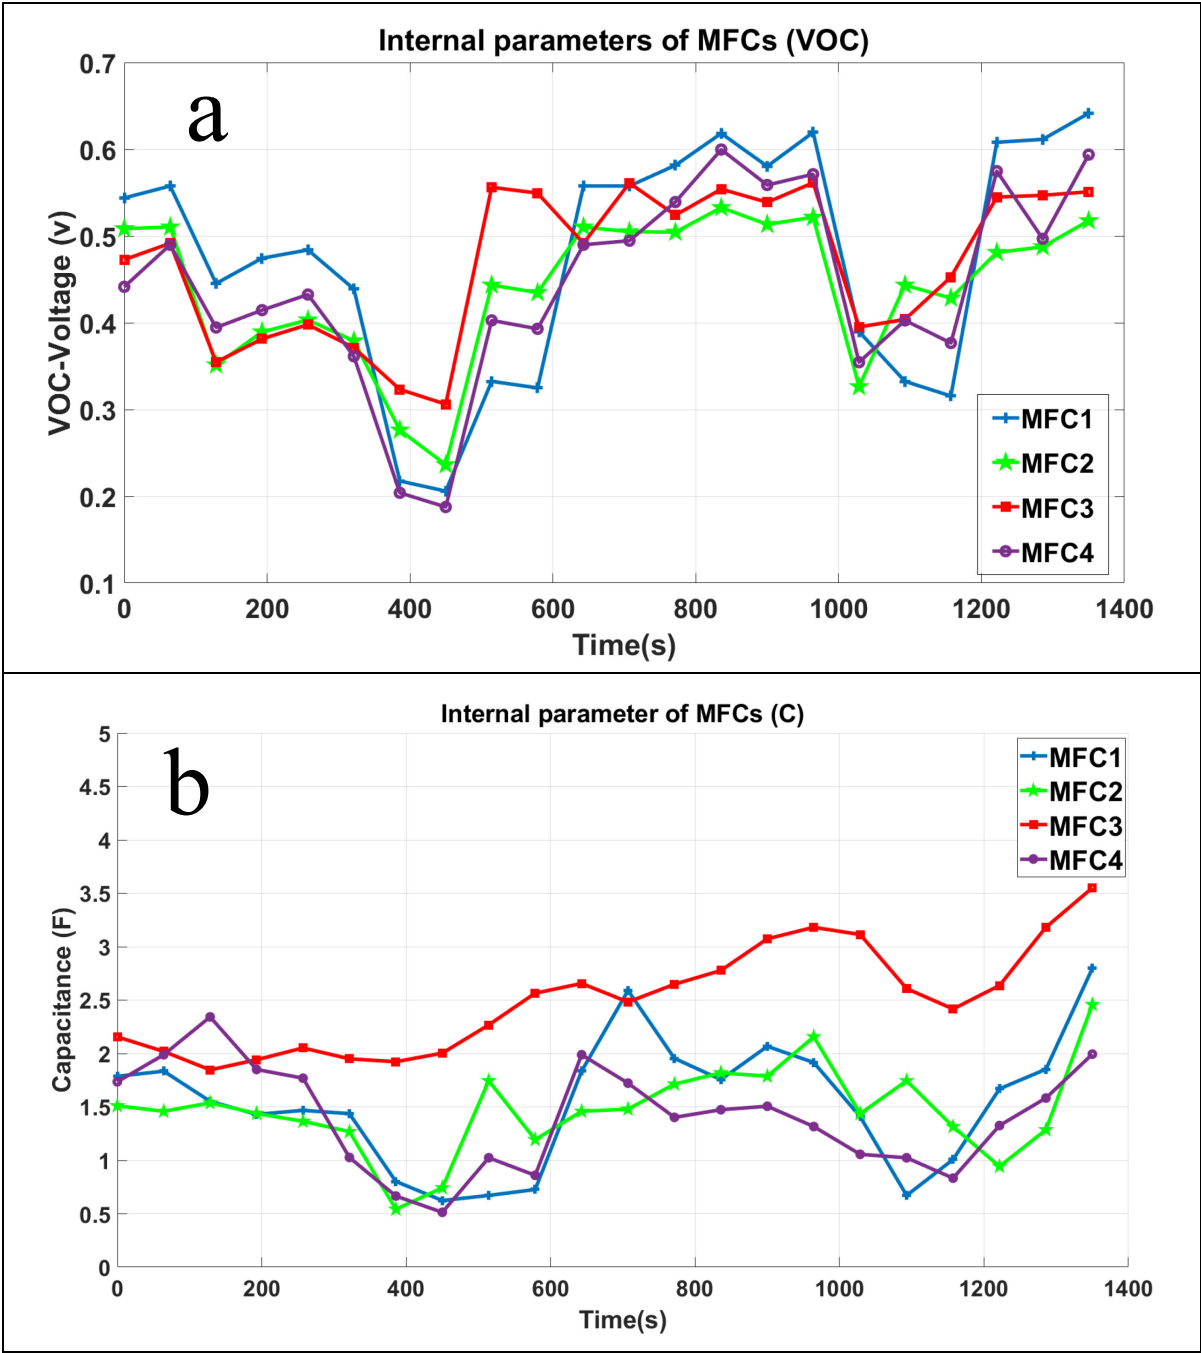 Internal parameters of MFCs (VOC)
a
0.7
0.6
0.5
0.4
0.3
0.2
0.1
VOC-Voltage (v)
MFC1
MFC2
MFC3
MFC4
0 200 400 600 800 1000 1200 1400
Time(s)
Internal parameter of MFCs (C)
b
5
4.5
4
3.5
3
2.5
2
1.5
1
0.5
0
Capacitance (F)
MFC1
MFC2
MFC3
MFC4
0 200 400 600 800 1000 1200 1400
Time(s)